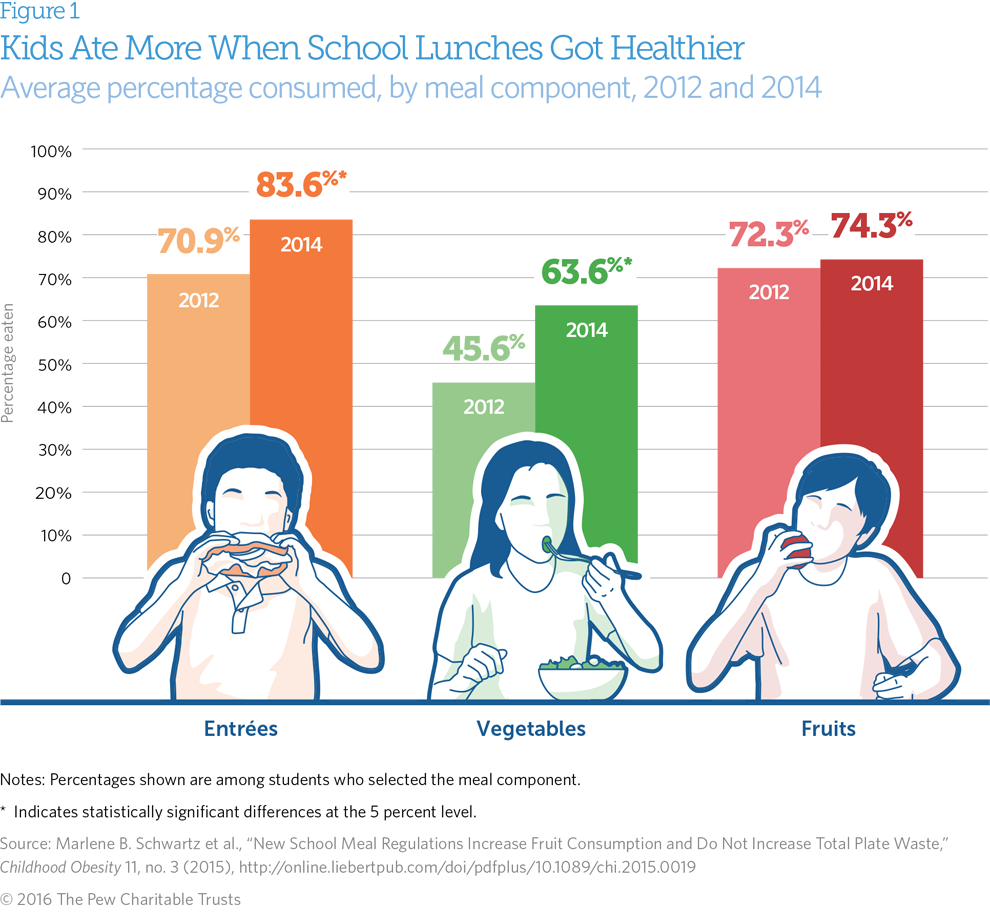 Figure 1
Kids Ate More When School Lunches Got Healthier
Average percentage consumed, by meal component, 2012 and 2014
100%
90%
80%
70%
60%
50%
40%
30%
20%
10%
0
Percentage eaten
70.9%
2012
83.6%*
2014
45.6%
2012
63.6%*
2014
72.3%
2012
74.3%
2014
Entrées
Vegetables
Fruits
Notes: Percentages shown are among students who selected the meal component.
* Indicates statistically significant differences at the 5 percent level.
Source: Marlene B. Schwartz et al., “New School Meal Regulations Increase Fruit Consumption and Do Not Increase Total Plate Waste,”
Childhood Obesity 11, no. 3 (2015), http://online.liebertpub.com/doi/pdfplus/10.1089/chi.2015.0019
© 2016 The Pew Charitable Trusts